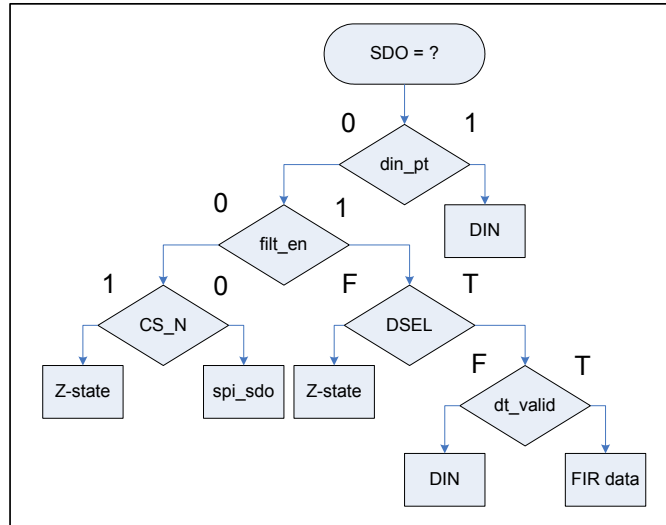 SDO = ?
0 1
din_pt
0 1
DIN
filt_en
1 0 F T
CS_N DSEL
Z-state spi_sdo Z-state
F T
dt_valid
DIN FIR data